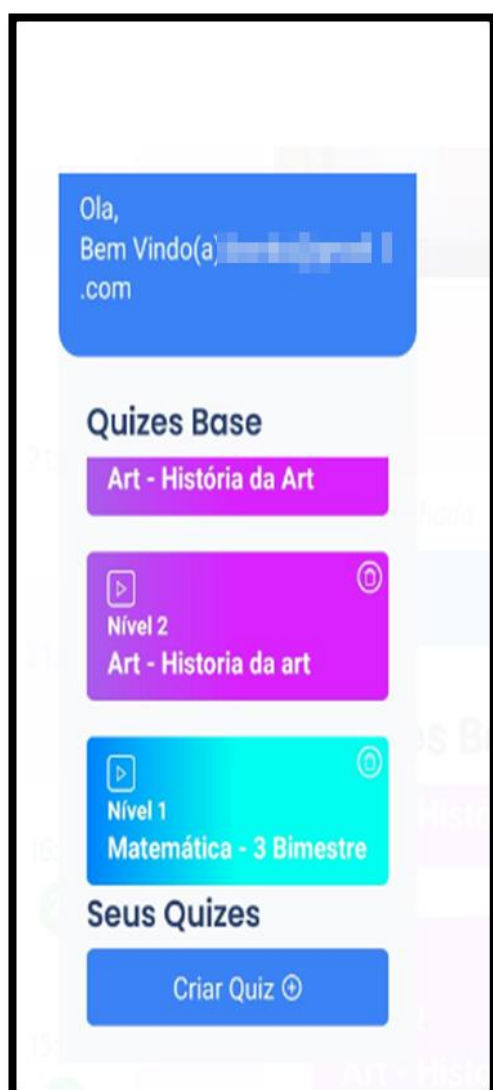 Ola,
Bem Vindo(a)
.com
Quizes Base
Art - História da Art
Nível 2
Art - Historia da art
Nível 1
Matemática - 3 Bimestre
Seus Quizes
Criar Quiz